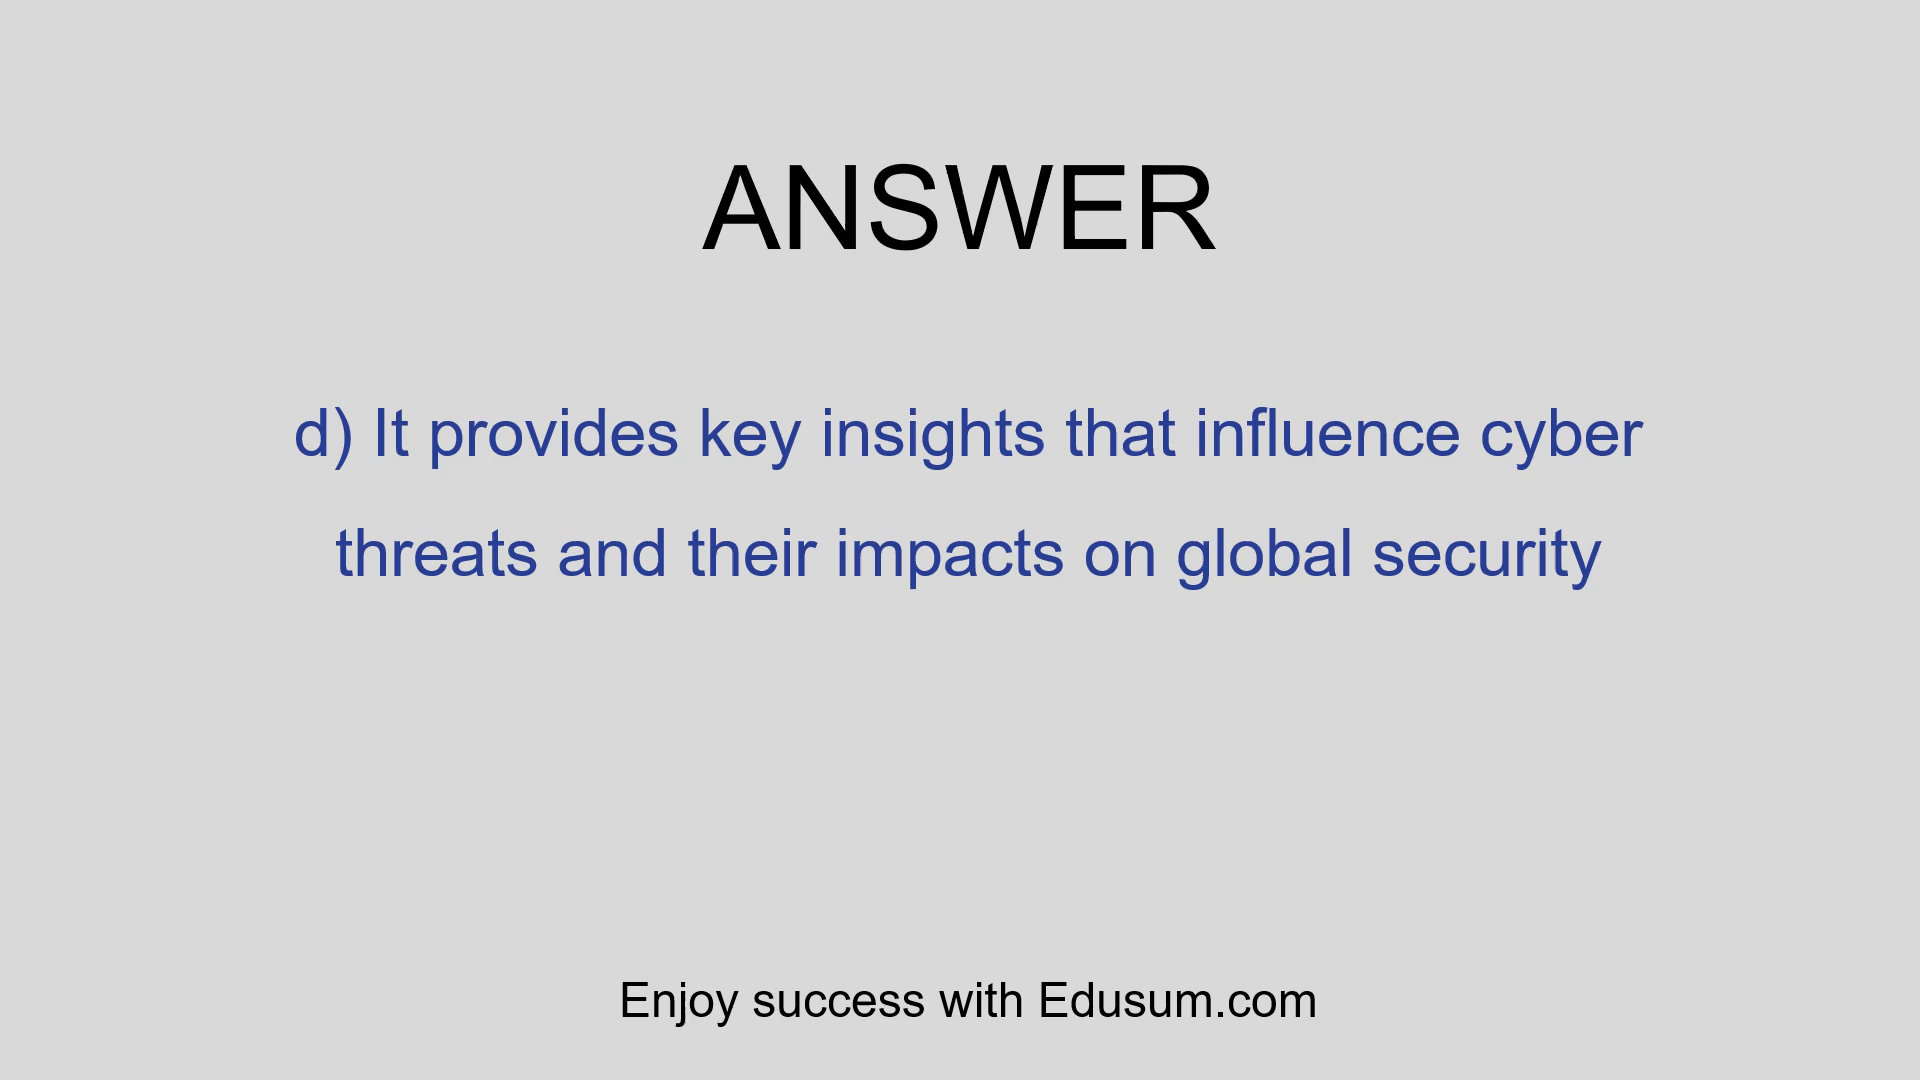 ANSWER
d) It provides key insights that influence cyber
threats and their impacts on global security
Enjoy success with Edusum.com